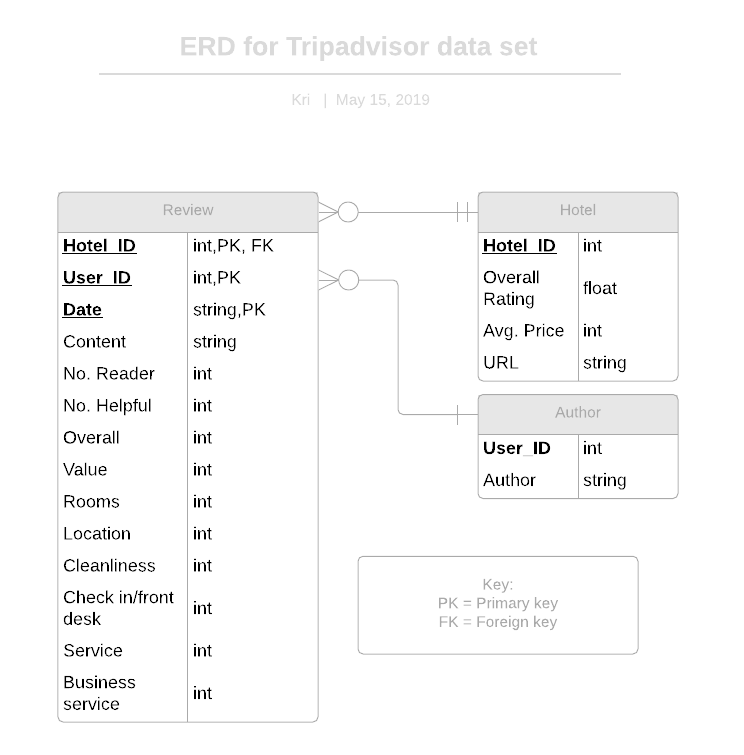 ERD for Tripadvisor data set
Kri | May 15, 2019
Review
Hotel_ID int,PK, FK
User_ID int,PK
Date string,PK
Content string
No. Reader int
No. Helpful int
Overall int
Value int
Rooms int
Location int
Cleanliness int
Check in/front
desk
int
Service int
Business
service
int
Hotel
Hotel_ID int
Overall
Rating
float
Avg. Price int
URL string
Author
User_ID int
Author string
Key:
PK = Primary key
FK = Foreign key